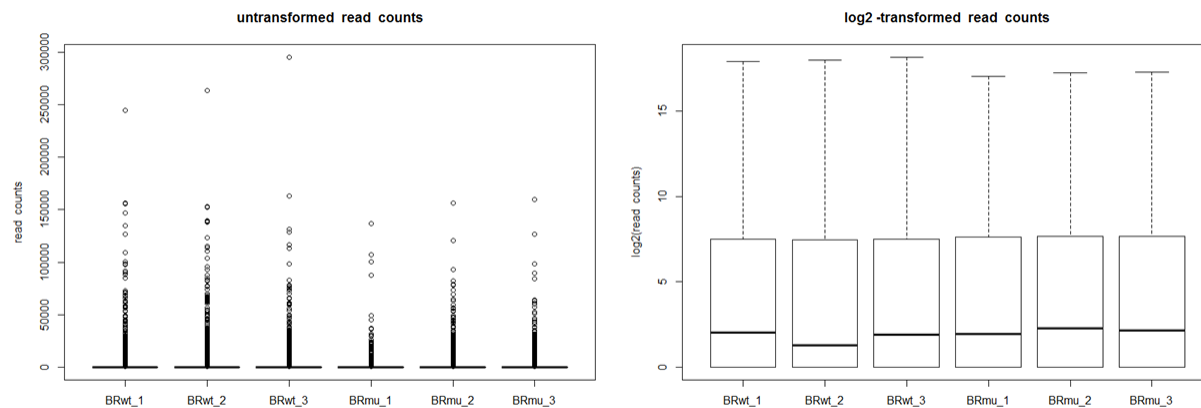 untransformed read counts
read counts
300000
250000
200000
150000
100000
50000
0
BRwt_1 BRwt_2 BRwt_3 BRmu_1 BRmu_2 BRmu_3
log2 -transformed read counts
log2(read counts)
15
10
5
0
BRwt_1 BRwt_2 BRwt_3 BRmu_1 BRmu_2 BRmu_3